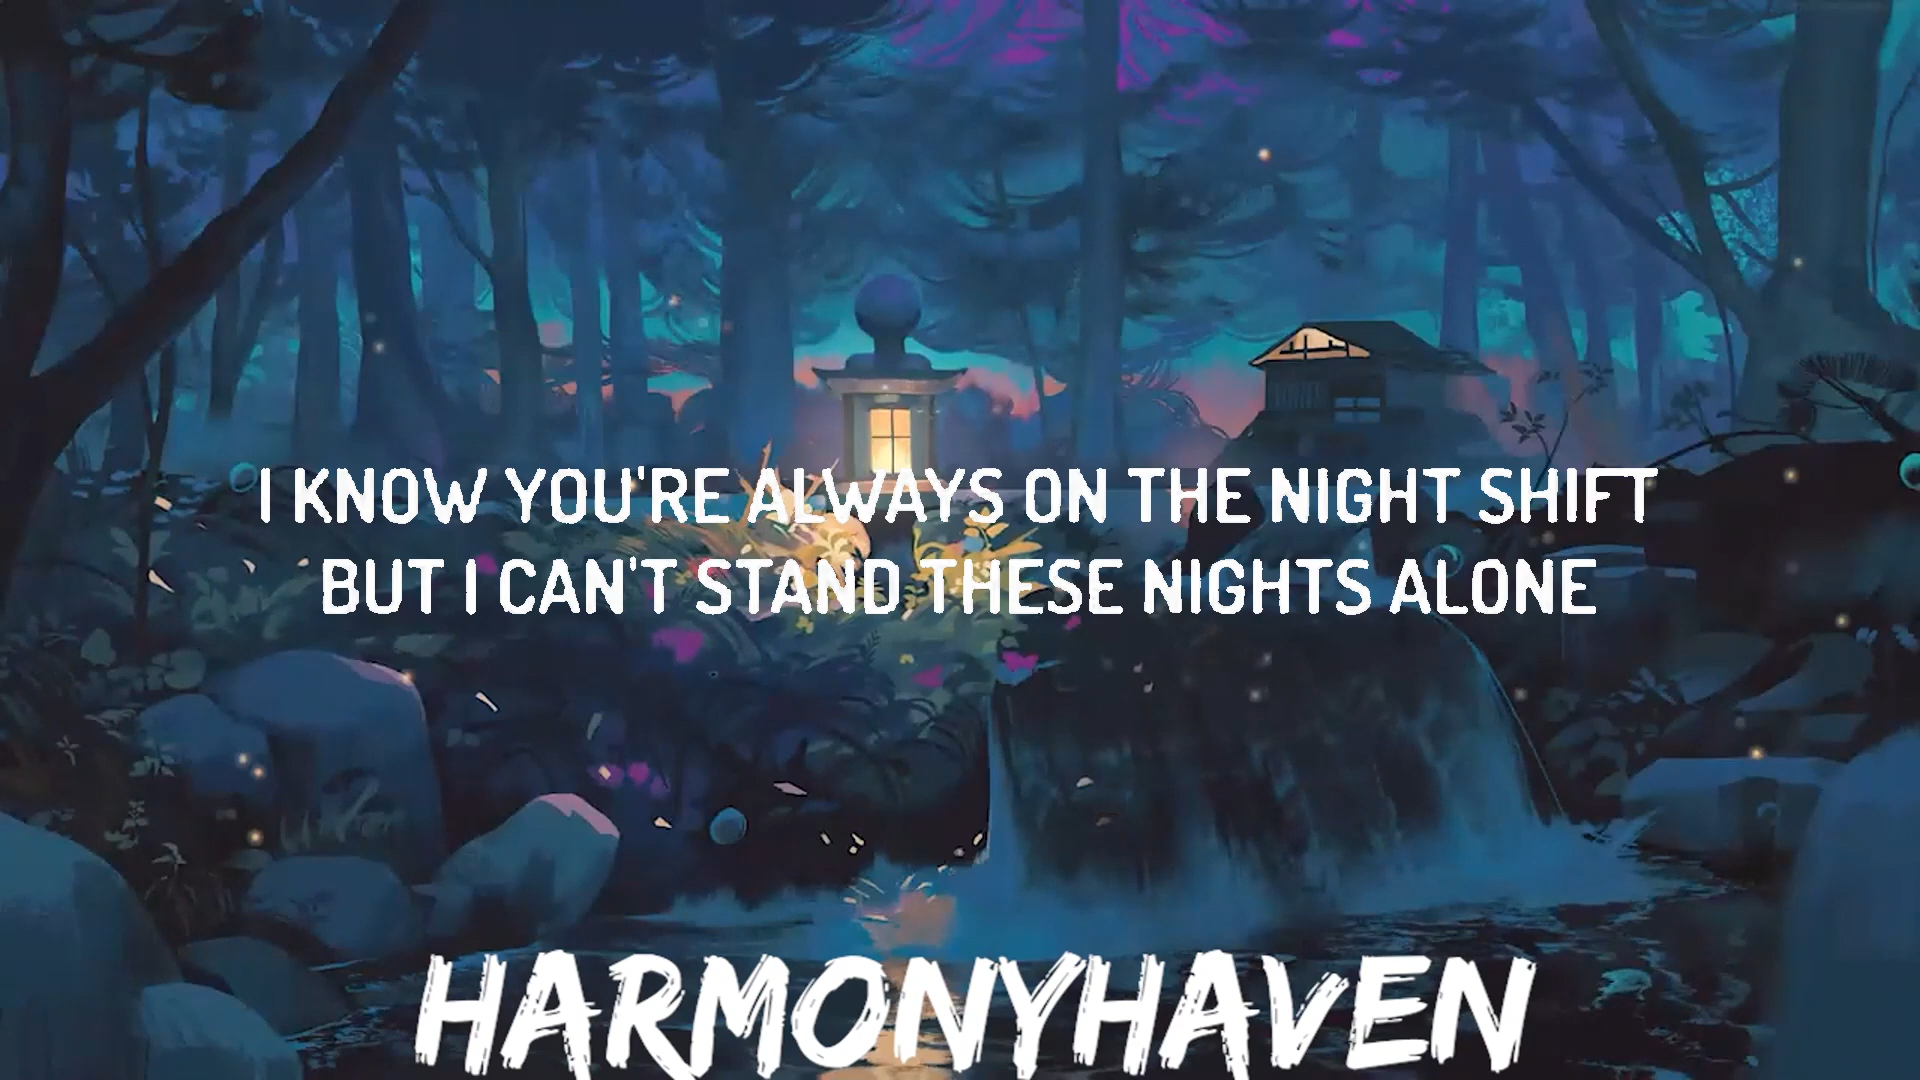 I KNOW YOU'RE ALWAYS ON THE NIGHT SHIFT
BUT I CAN'T STAND THESE NIGHTS ALONE
HARMONYHAVEN